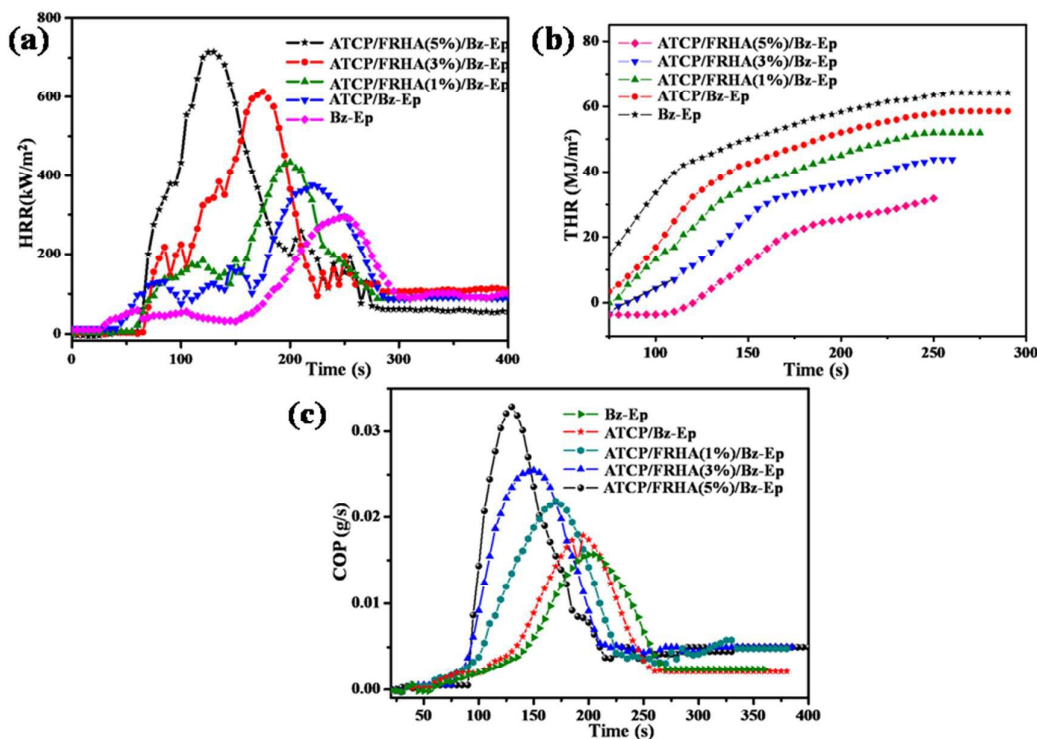 (a)
HRR(kW/m²)
800
600
400
200
0
ATCP/FRHA(5%)/Bz-Ep
ATCP/FRHA(3%)/Bz-Ep
ATCP/FRHA(1%)/Bz-Ep
ATCP/Bz-Ep
Bz-Ep
0 100 200 300 400
Time (s)
(b)
THR (MJ/m²)
80
60
40
20
0
ATCP/FRHA(5%)/Bz-Ep
ATCP/FRHA(3%)/Bz-Ep
ATCP/FRHA(1%)/Bz-Ep
ATCP/Bz-Ep
Bz-Ep
100 150 200 250 300
Time (s)
(c)
COP (g/s)
0.03
0.02
0.01
0.00
Bz-Ep
ATCP/Bz-Ep
ATCP/FRHA(1%)/Bz-Ep
ATCP/FRHA(3%)/Bz-Ep
ATCP/FRHA(5%)/Bz-Ep
50 100 150 200 250 300 350 400
Time (s)